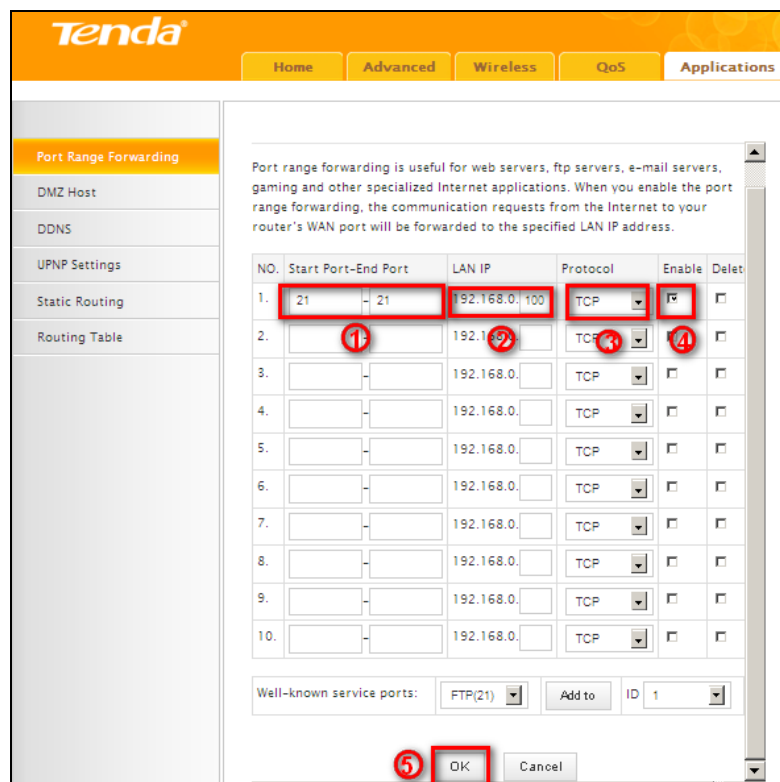 Tenda
Home Advanced Wireless QoS Applications
Port Range Forwarding
DMZ Host
DDNS
UPNP Settings
Static Routing
Routing Table
Port range forwarding is useful for web servers, ftp servers, e-mail servers,
gaming and other specialized Internet applications. When you enable the port
range forwarding, the communication requests from the Internet to your
router's WAN port will be forwarded to the specified LAN IP address.
NO. Start Port-End Port LAN IP Protocol Enable Delet
1. 21 - 21 192.168.0. 100 TCP
① ② ③ ④
2. - 192.168.0. TCP
3. - 192.168.0. TCP
4. - 192.168.0. TCP
5. - 192.168.0. TCP
6. - 192.168.0. TCP
7. - 192.168.0. TCP
8. - 192.168.0. TCP
9. - 192.168.0. TCP
10. - 192.168.0. TCP
Well-known service ports: FTP(21) Add to ID 1
⑤ OK Cancel